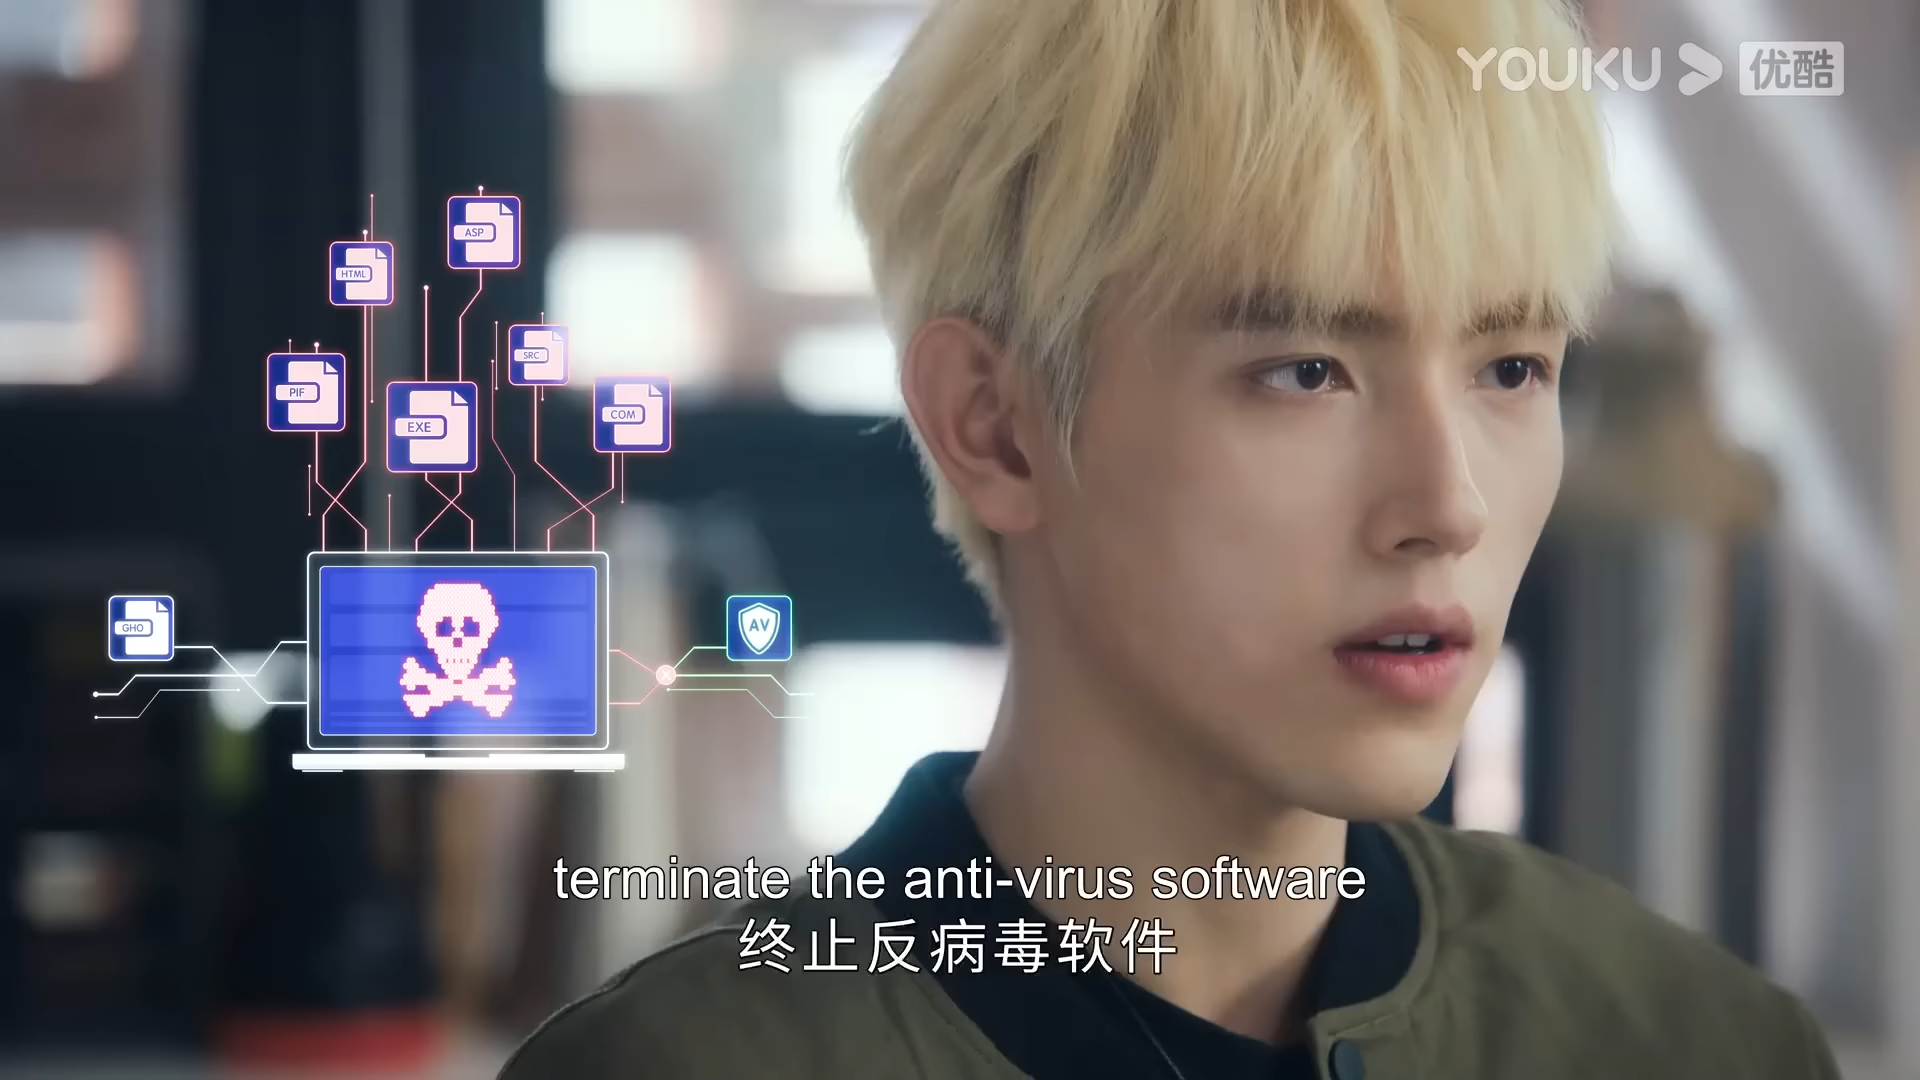 YOUKU 优酷
ASP
HTML
SRC
PIF
COM
EXE
GHO
AV
terminate the anti-virus software
终止反病毒软件